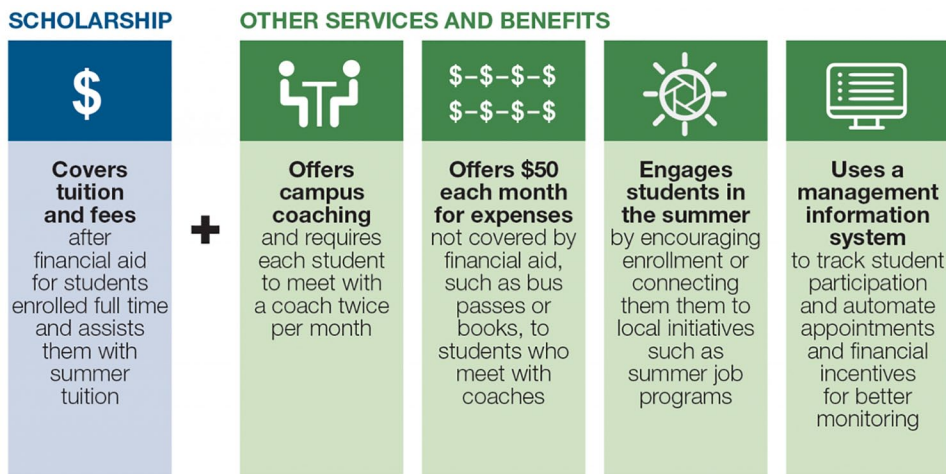 SCHOLARSHIP
OTHER SERVICES AND BENEFITS
$
$–$–$–$
$–$–$–$
Covers
tuition
and fees
after
financial aid
for students
enrolled full time
and assists
them with
summer
tuition
+
Offers
campus
coaching
and requires
each student
to meet with
a coach twice
per month
Offers $50
each month
for expenses
not covered by
financial aid,
such as bus
passes or
books, to
students who
meet with
coaches
Engages
students in
the summer
by encouraging
enrollment or
connecting
them them to
local initiatives
such as
summer job
programs
Uses a
management
information
system
to track student
participation
and automate
appointments
and financial
incentives
for better
monitoring